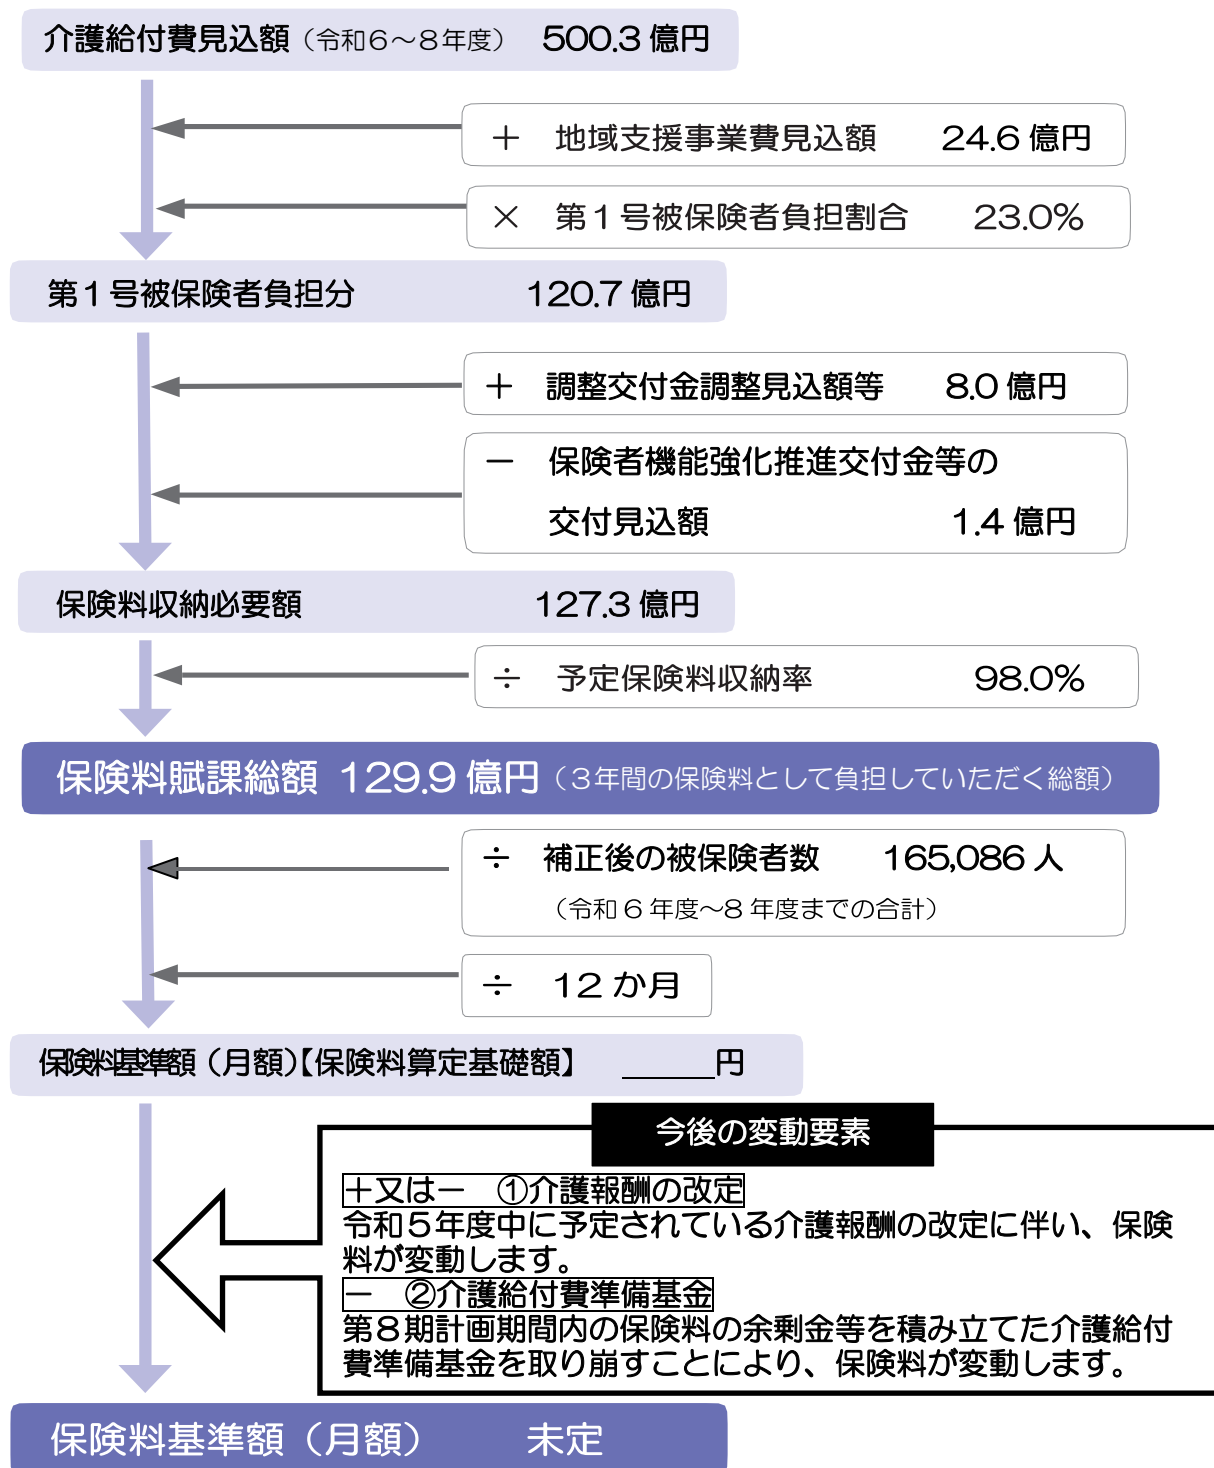 介護給付費見込額（令和６～８年度） 500.3 億円
＋ 地域支援事業費見込額 24.6 億円
× 第１号被保険者負担割合 23.0%
第１号被保険者負担分 120.7 億円
＋ 調整交付金調整見込額等 8.0 億円
－ 保険者機能強化推進交付金等の
交付見込額 1.4 億円
保険料収納必要額 127.3 億円
÷ 予定保険料収納率 98.0%
保険料賦課総額 129.9 億円（３年間の保険料として負担していただく総額）
÷ 補正後の被保険者数 165,086 人
（令和 6 年度～8 年度までの合計）
÷ 12 か月
保険料基準額（月額）【保険料算定基礎額】 ______円
今後の変動要素
＋又は－ ①介護報酬の改定
令和５年度中に予定されている介護報酬の改定に伴い、保険
料が変動します。
－ ②介護給付費準備基金
第８期計画期間内の保険料の余剰金等を積み立てた介護給付
費準備基金を取り崩すことにより、保険料が変動します。
保険料基準額（月額） 未定